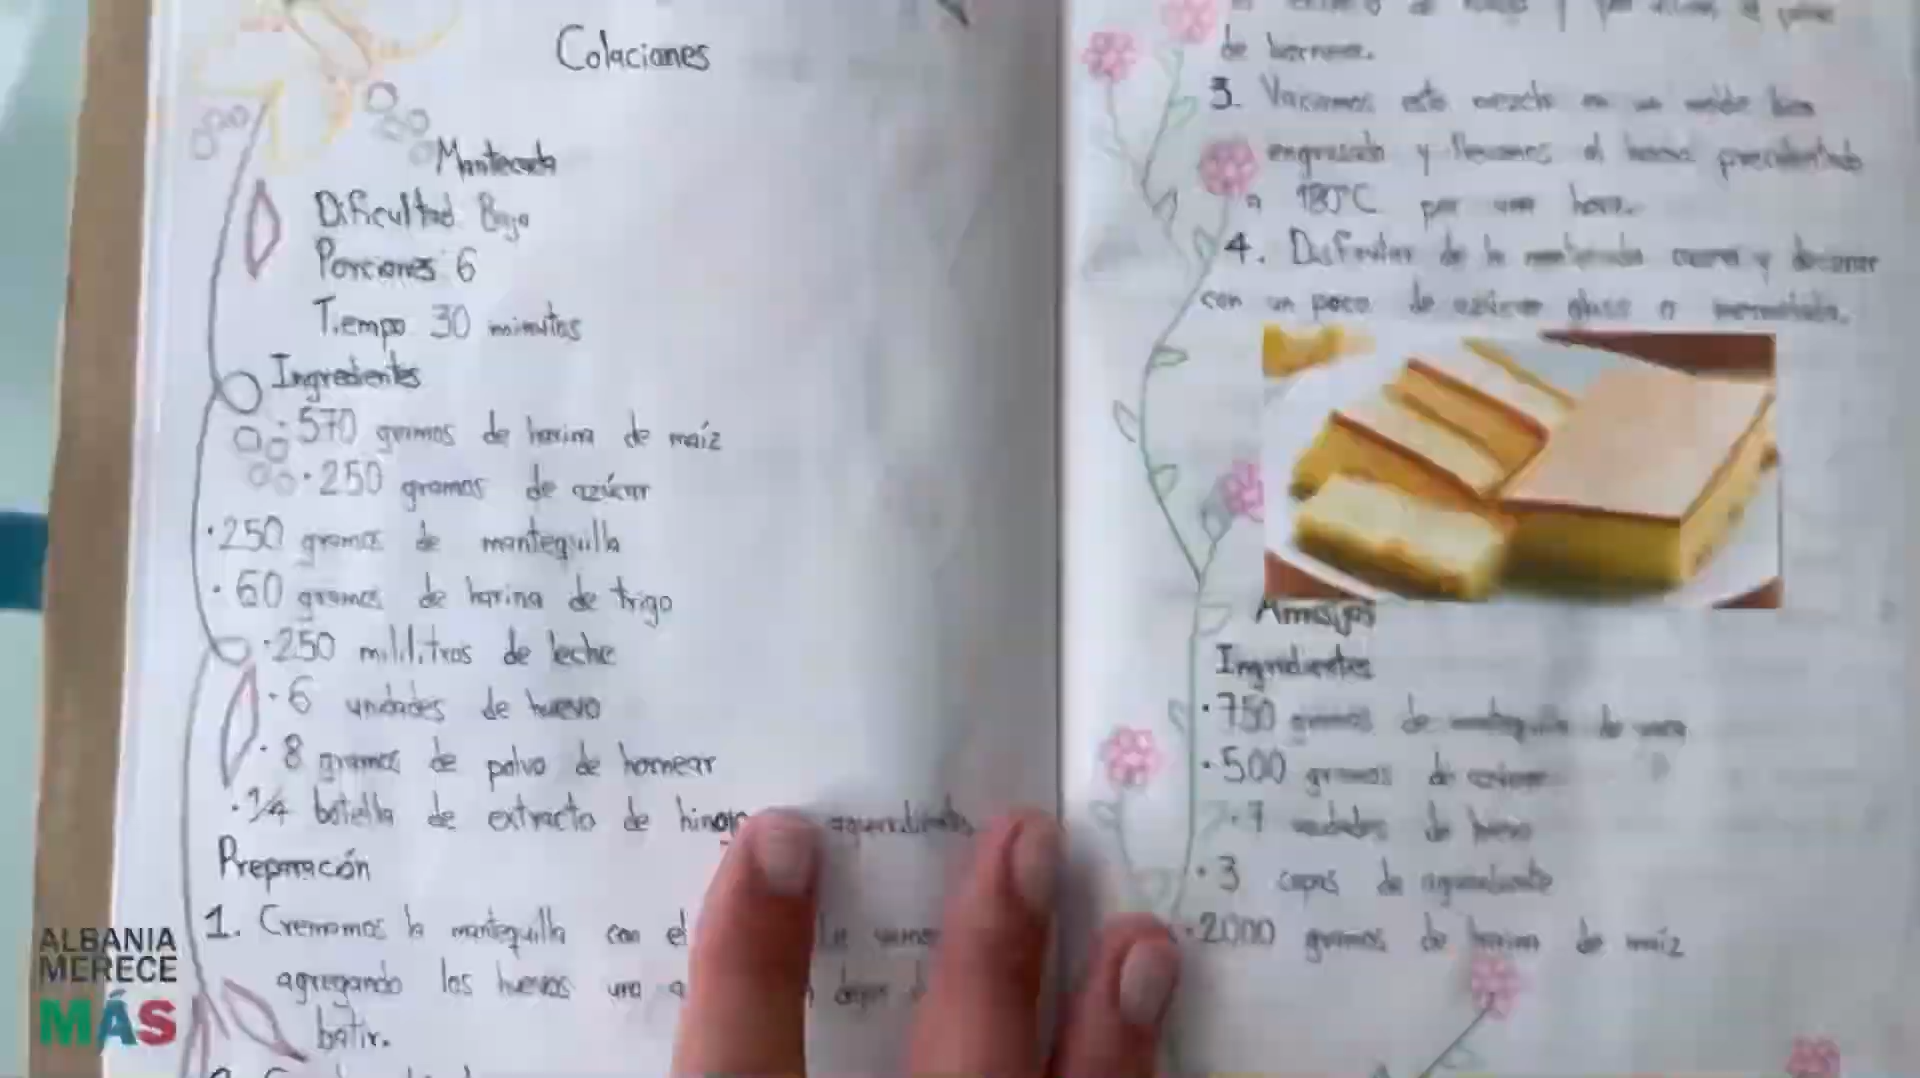 Colaciones
Mantecada
Dificultad Baja
Porciones 6
Tiempo 30 minutos
Ingredientes
· 570 gramos de harina de maíz
· 250 gramos de azúcar
· 250 gramos de mantequilla
· 60 gramos de harina de trigo
· 250 mililitros de leche
· 6 unidades de huevo
· 8 gramos de polvo de hornear
· 1/4 botella de extracto de hinojo aguardiente
Preparación
1. Crememos la mantequilla con el
agregando los huevos
batir.
de hornear.
3. Vaciamos esta mezcla en un molde bien
engrasado y llevamos al horno precalentado
a 180°C por una hora.
4. Disfrutar de la mantecada y decorar
con un poco de azúcar glass o mermelada.
Amasijos
Ingredientes
· 750 gramos de mantequilla de vaca
· 500 gramos de azúcar
· 7 unidades de huevo
· 3 copas de aguardiente
· 2000 gramos de harina de maíz
ALBANIA
MERECE
MÁS